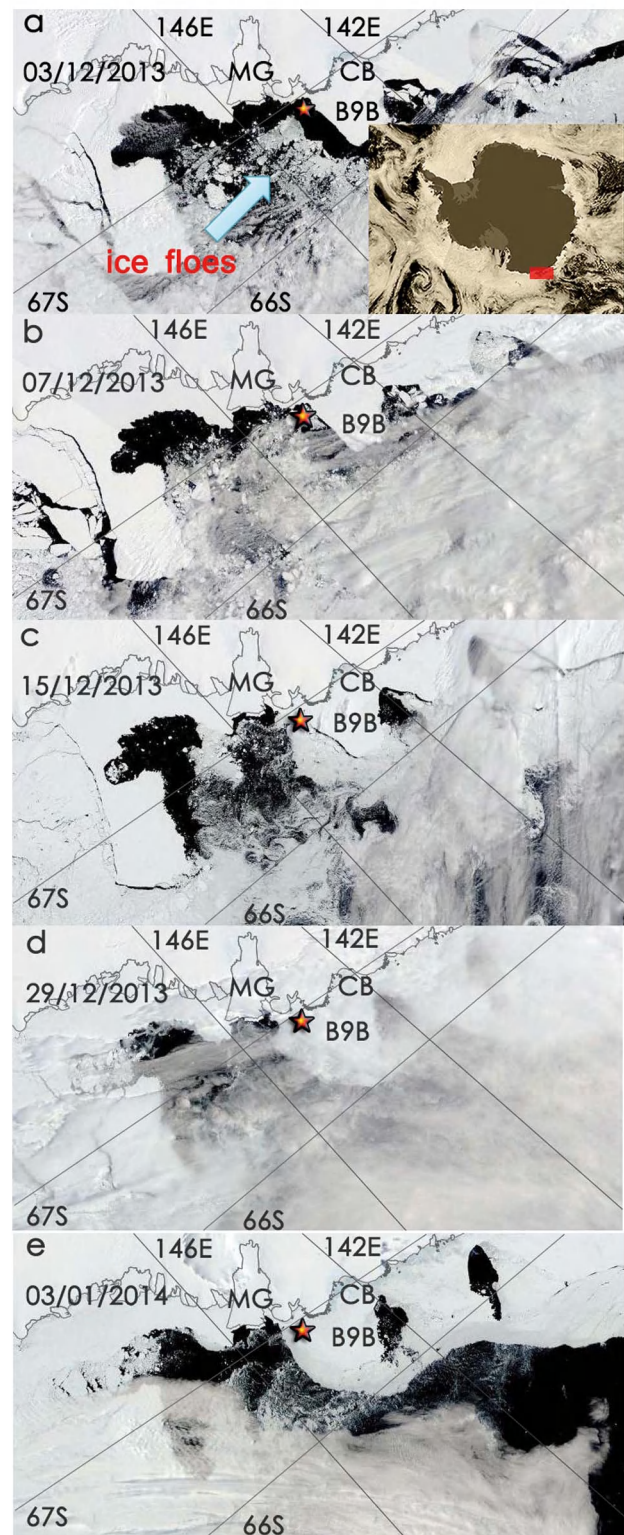 a
146E 142E
03/12/2013 MG CB
B9B
ice floes
67S 66S
b
146E 142E
07/12/2013 MG CB
B9B
67S 66S
c
146E 142E
15/12/2013 MG CB
B9B
67S 66S
d
146E 142E
29/12/2013 MG CB
B9B
67S 66S
e
146E 142E
03/01/2014 MG CB
B9B
67S 66S